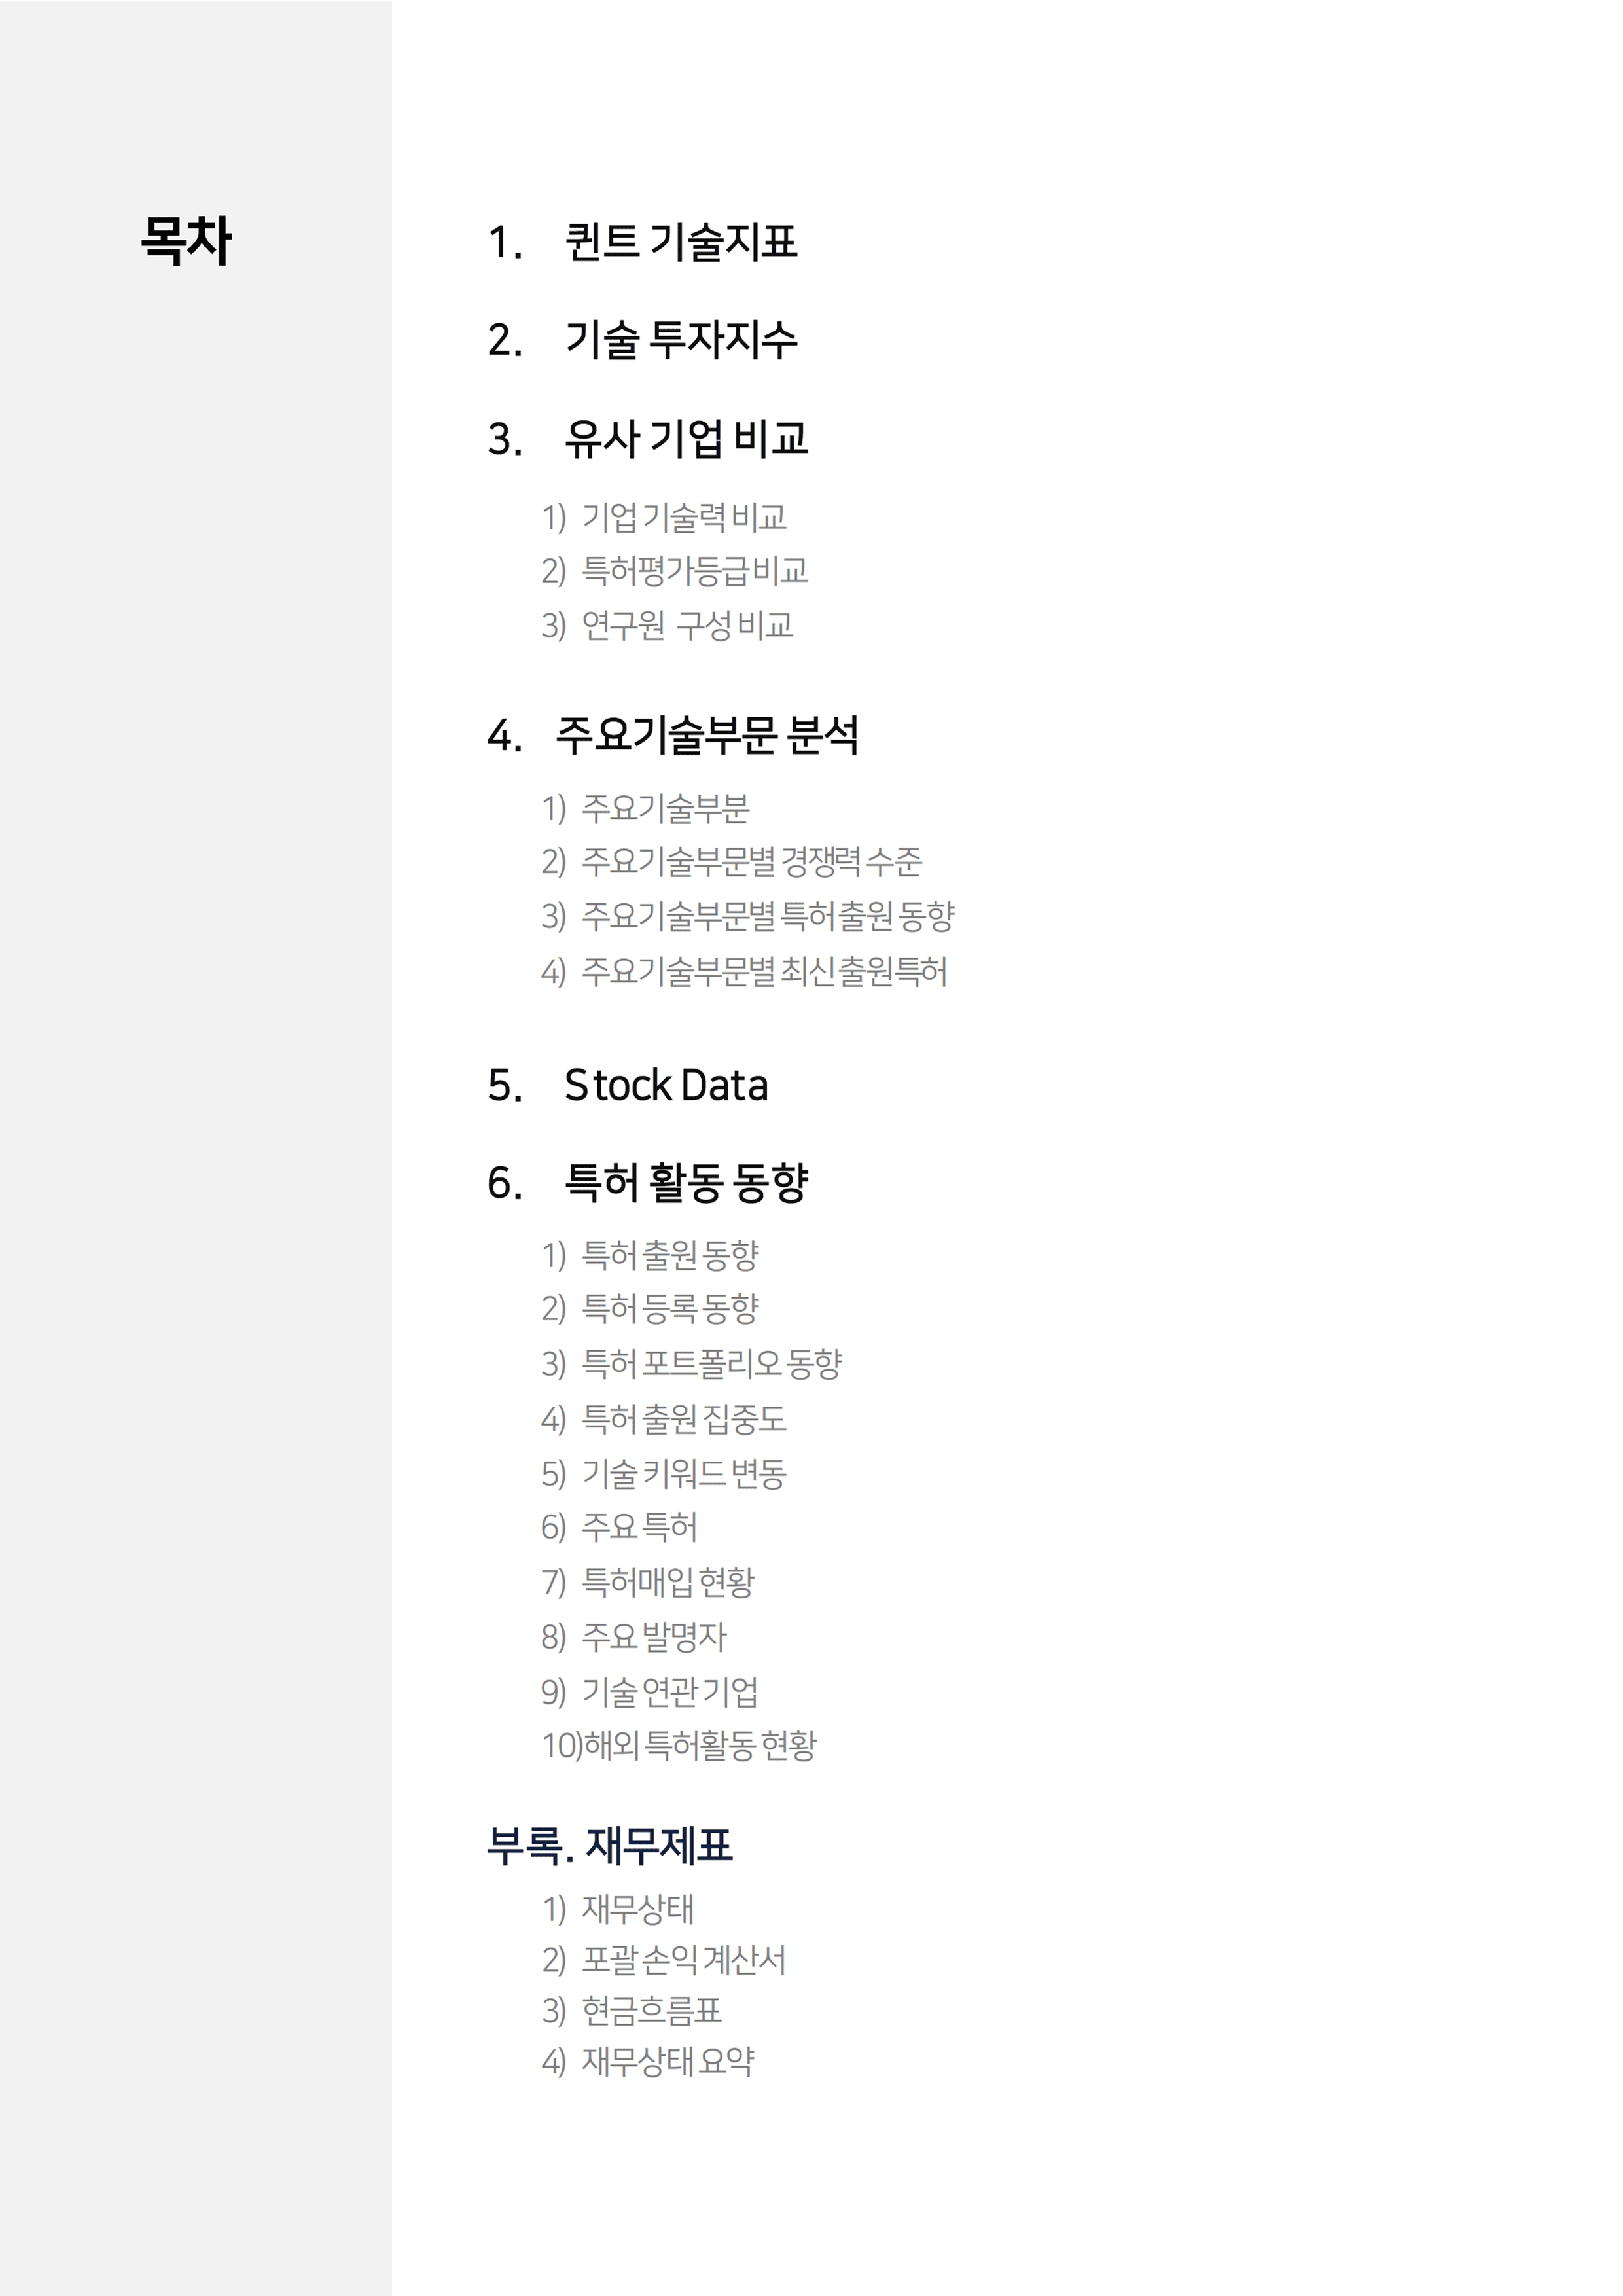 목차
1. 퀸트 기술지표
2. 기술 투자지수
3. 유사 기업 비교
1) 기업 기술력 비교
2) 특허평가등급 비교
3) 연구원 구성 비교
4. 주요기술부문 분석
1) 주요기술부분
2) 주요기술부문별 경쟁력 수준
3) 주요기술부문별 특허 출원 동향
4) 주요기술부문별 최신 출원특허
5. Stock Data
6. 특허 활동 동향
1) 특허 출원 동향
2) 특허 등록 동향
3) 특허 포트폴리오 동향
4) 특허 출원 집중도
5) 기술 키워드 변동
6) 주요 특허
7) 특허매입 현황
8) 주요 발명자
9) 기술 연관 기업
10)해외 특허활동 현황
부록. 재무제표
1) 재무상태
2) 포괄 손익 계산서
3) 현금흐름표
4) 재무상태 요약